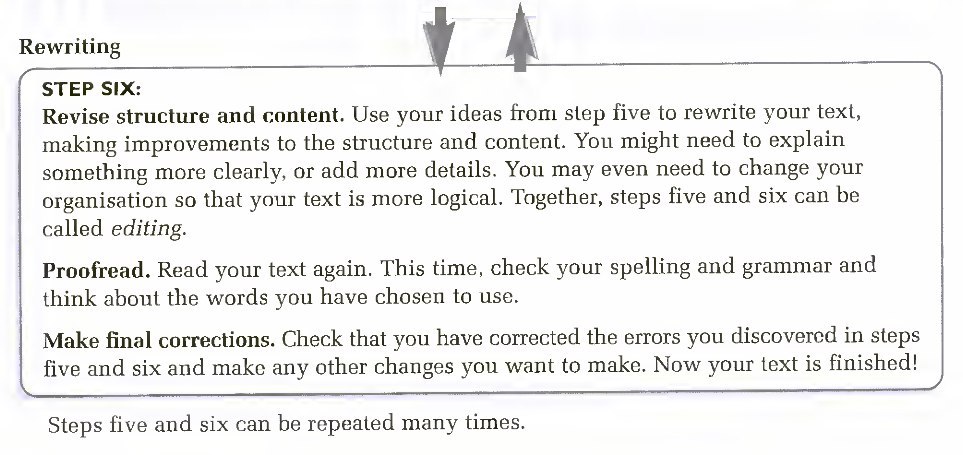 Rewriting
STEP SIX:
Revise structure and content. Use your ideas from step five to rewrite your text,
making improvements to the structure and content. You might need to explain
something more clearly, or add more details. You may even need to change your
organisation so that your text is more logical. Together, steps five and six can be
called editing.
Proofread. Read your text again. This time, check your spelling and grammar and
think about the words you have chosen to use.
Make final corrections. Check that you have corrected the errors you discovered in steps
five and six and make any other changes you want to make. Now your text is finished!
Steps five and six can be repeated many times.